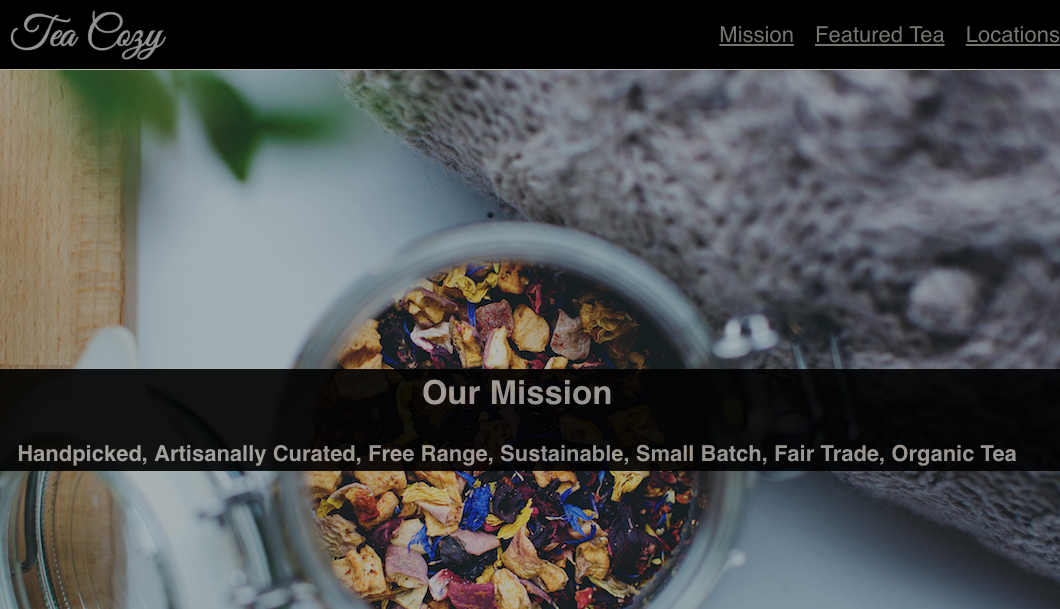 Tea Cozy
Mission Featured Tea Locations
Our Mission
Handpicked, Artisanally Curated, Free Range, Sustainable, Small Batch, Fair Trade, Organic Tea